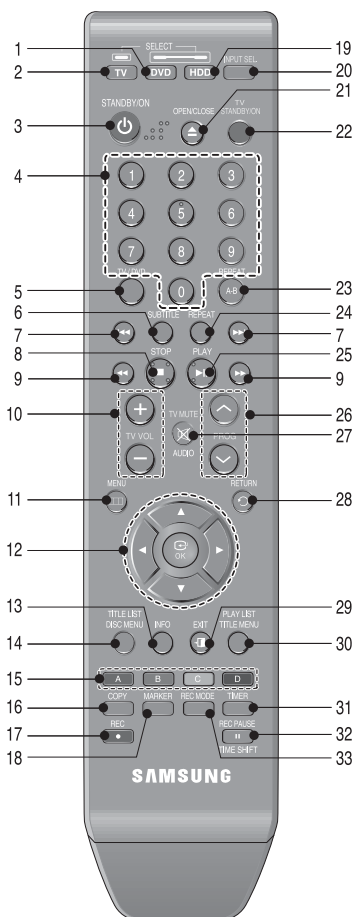 SELECT
1 19
2 TV DVD HDD INPUT SEL. 20
STANDBY/ON OPEN/CLOSE TV STANDBY/ON 21
3 22
4 1 2 3
4 5 6
7 8 9
TV / DVD 0 REPEAT
5 A-B 23
6 SUBTITLE REPEAT 24
7 7
8 STOP PLAY 25
9 9
10 + TV MUTE 26
TV VOL PROG 27
− AUDIO
MENU RETURN
11 28
12 OK
13 29
TITLE LIST PLAY LIST
DISC MENU INFO EXIT TITLE MENU
14 30
15 A B C D
16 COPY MARKER REC MODE TIMER 31
17 REC REC PAUSE 32
18 TIME SHIFT 33
SAMSUNG